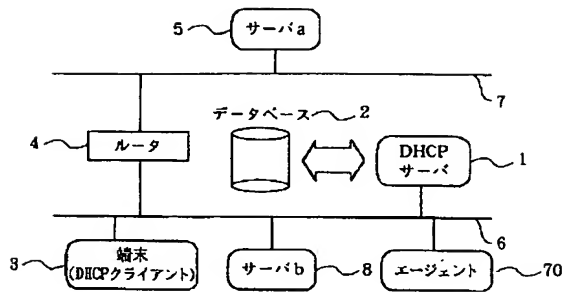 5
サーバa
7
データベース
2
4
ルータ
DHCP
サーバ
1
6
3
端末
(DHCPクライアント)
サーバb
8
エージェント
70